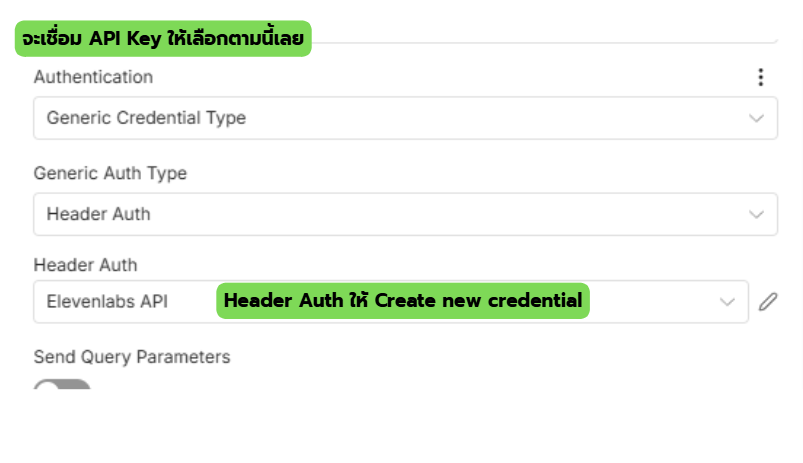 จะเชื่อม API Key ให้เลือกตามนี้เลย
Authentication
Generic Credential Type
Generic Auth Type
Header Auth
Header Auth
Elevenlabs API
Header Auth ให้ Create new credential
Send Query Parameters